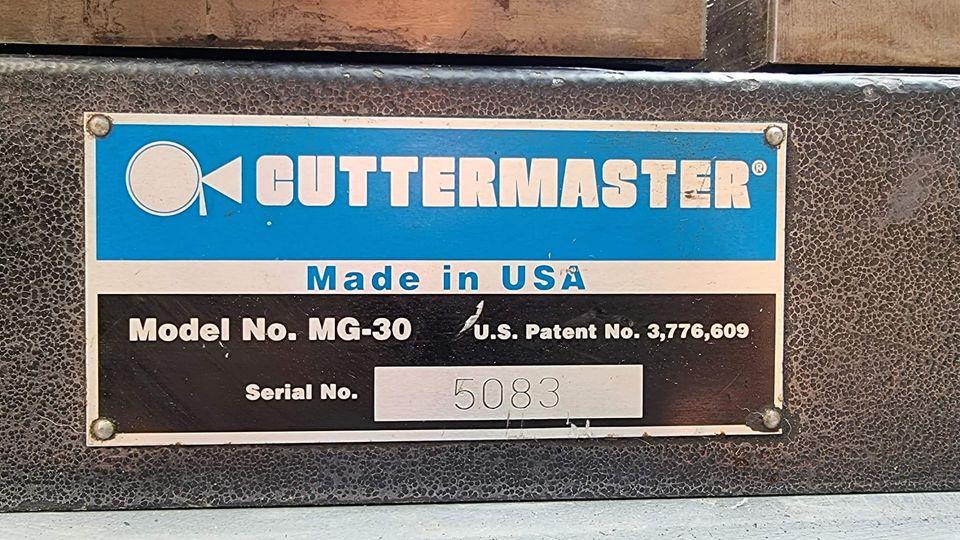 CUTTERMASTER®
Made in USA
Model No. MG-30 U.S. Patent No. 3,776,609
Serial No. 5083